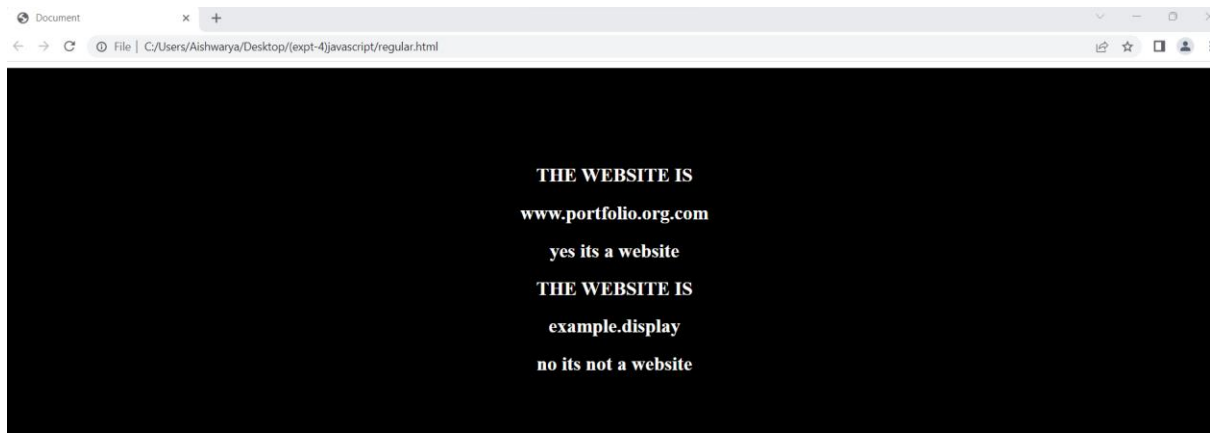 Document
File | C:/Users/Aishwarya/Desktop/(expt-4)javascript/regular.html
THE WEBSITE IS
www.portfolio.org.com
yes its a website
THE WEBSITE IS
example.display
no its not a website